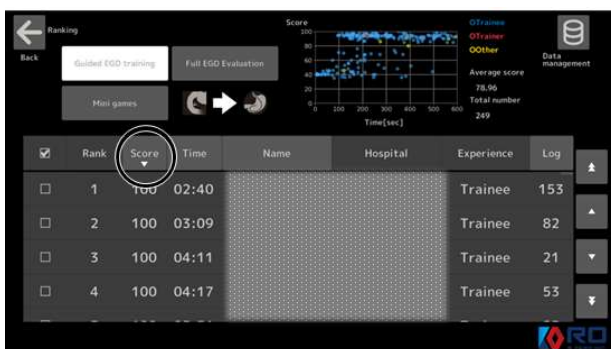 Ranking
Back
Guided EGD training
Full EGD Evaluation
Mini games
Score
100
80
60
40
20
0
0 100 200 300 400 500 600
Time[sec]
OTrainee
OTrainer
OOther
Average score
78.96
Total number
249
Data
management
Rank Score Time Name Hospital Experience Log
1 100 02:40 Trainee 153
2 100 03:09 Trainee 82
3 100 04:11 Trainee 21
4 100 04:17 Trainee 53